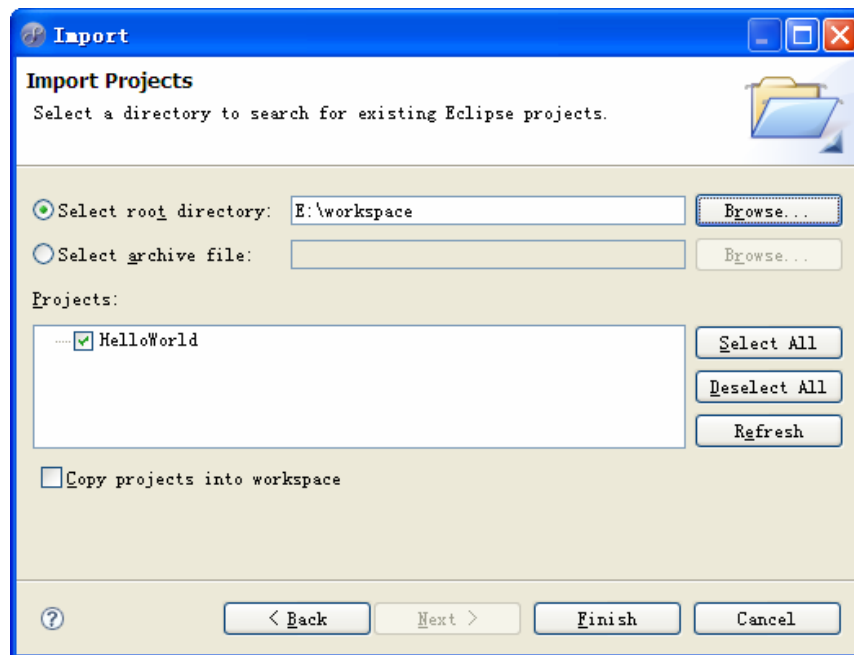 Import
Import Projects
Select a directory to search for existing Eclipse projects.
Select root directory: E:\workspace Browse...
Select archive file: Browse...
Projects:
HelloWorld
Select All
Deselect All
Refresh
Copy projects into workspace
? < Back Next > Finish Cancel